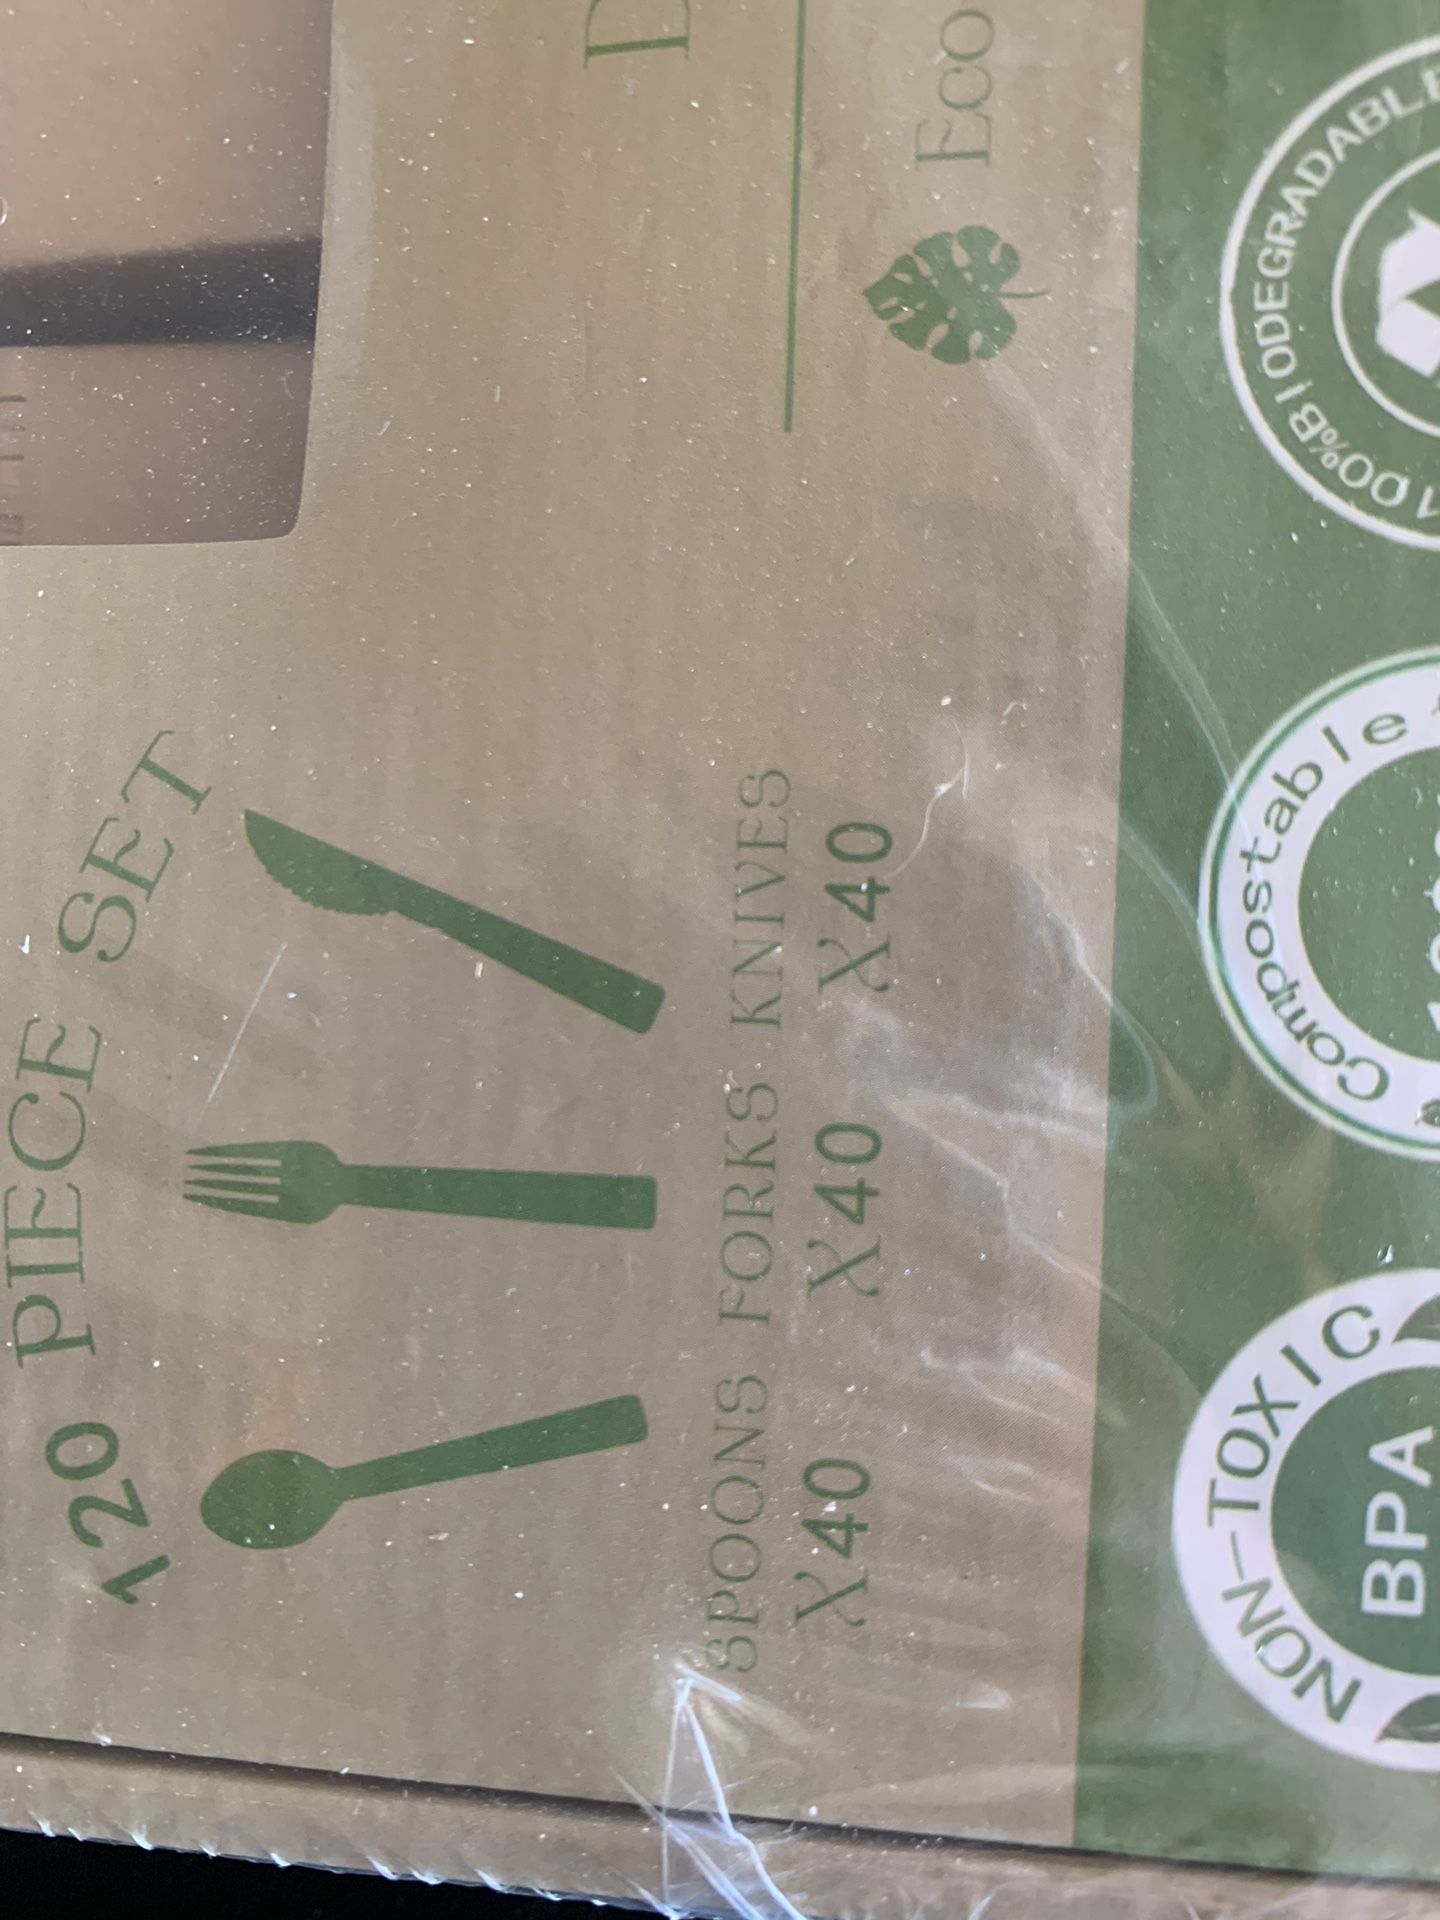 120 PIECE SET
SPOONS FORKS KNIVES
X40 X40 X40
D
Eco
NON-TOXIC
BPA
Compostable
100% BIODEGRADABLE